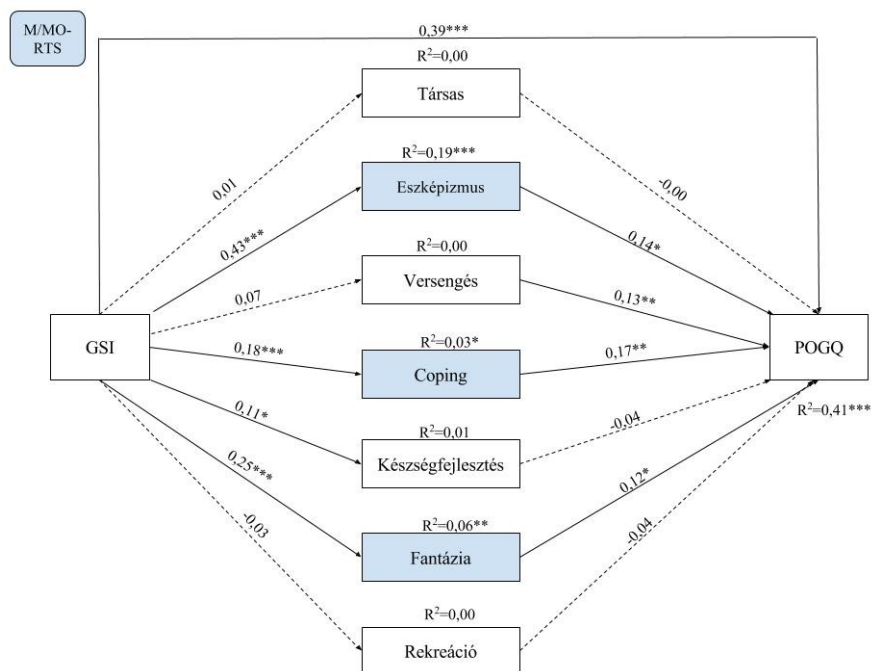 M/MO-
RTS
0,39***
R²=0,00
Társas
R²=0,19***
Eszképizmus
R²=0,00
Versengés
R²=0,03*
Coping
R²=0,01
Készségfejlesztés
R²=0,06**
Fantázia
R²=0,00
Rekreáció
GSI
POGQ
R²=0,41***
0,01
0,43***
0,07
0,18***
0,11*
0,25***
-0,03
-0,00
0,14*
0,13**
0,17**
-0,04
0,12*
-0,04